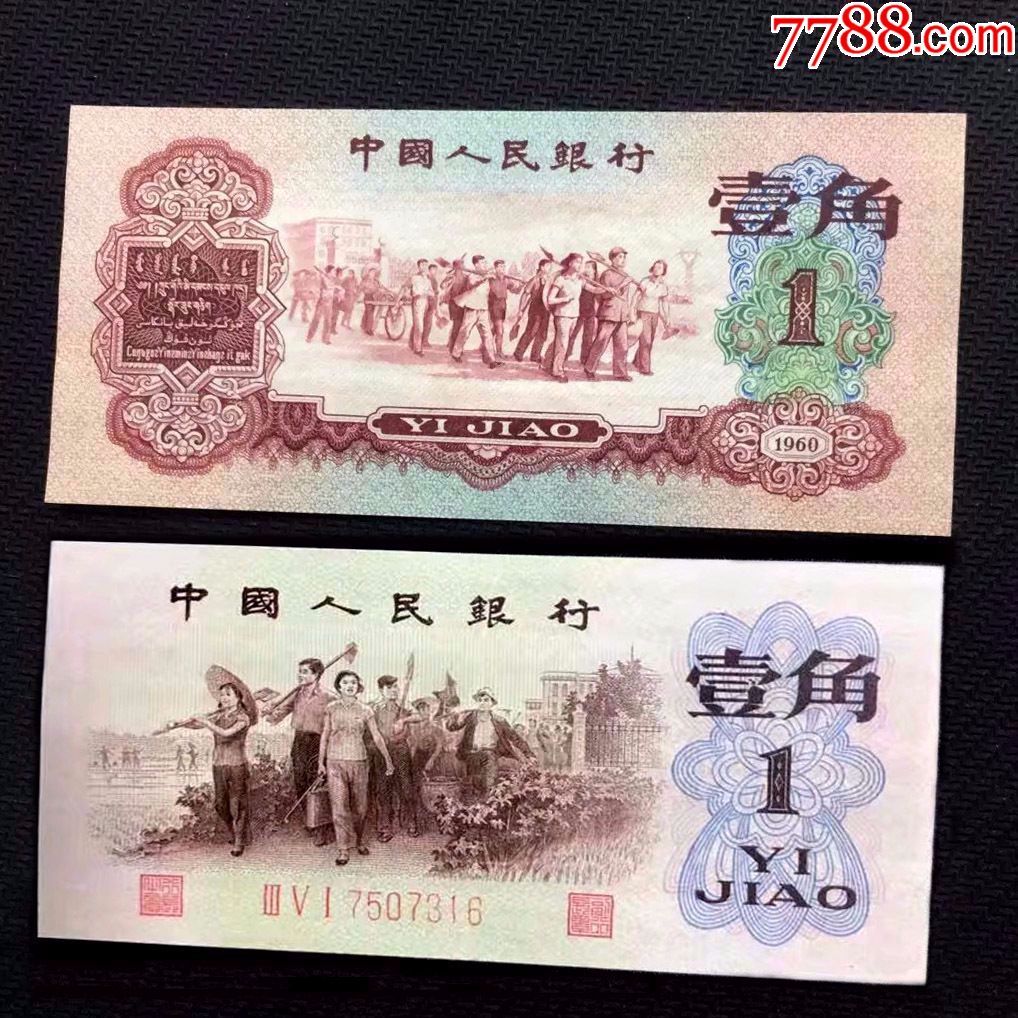 7788.com
中國人民銀行
壹角
1
YI JIAO
1960
中國人民銀行
壹角
1
YI
JIAO
III V I 7507316